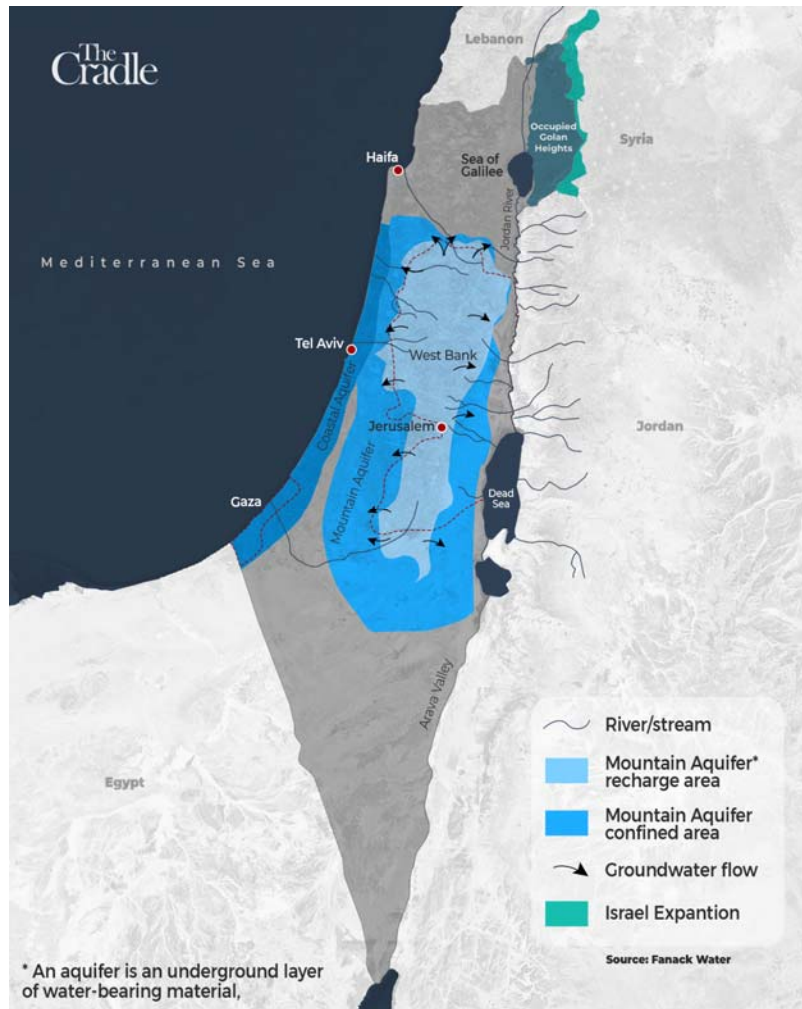 The
Cradle
Lebanon
Occupied
Golan
Heights
Syria
Haifa
Sea of
Galilee
Jordan River
Mediterranean Sea
Tel Aviv
West Bank
Coastal Aquifer
Jerusalem
Jordan
Mountain Aquifer
Gaza
Dead
Sea
Arava Valley
Egypt
River/stream
Mountain Aquifer*
recharge area
Mountain Aquifer
confined area
Groundwater flow
Israel Expantion
Source: Fanack Water
* An aquifer is an underground layer
of water-bearing material,